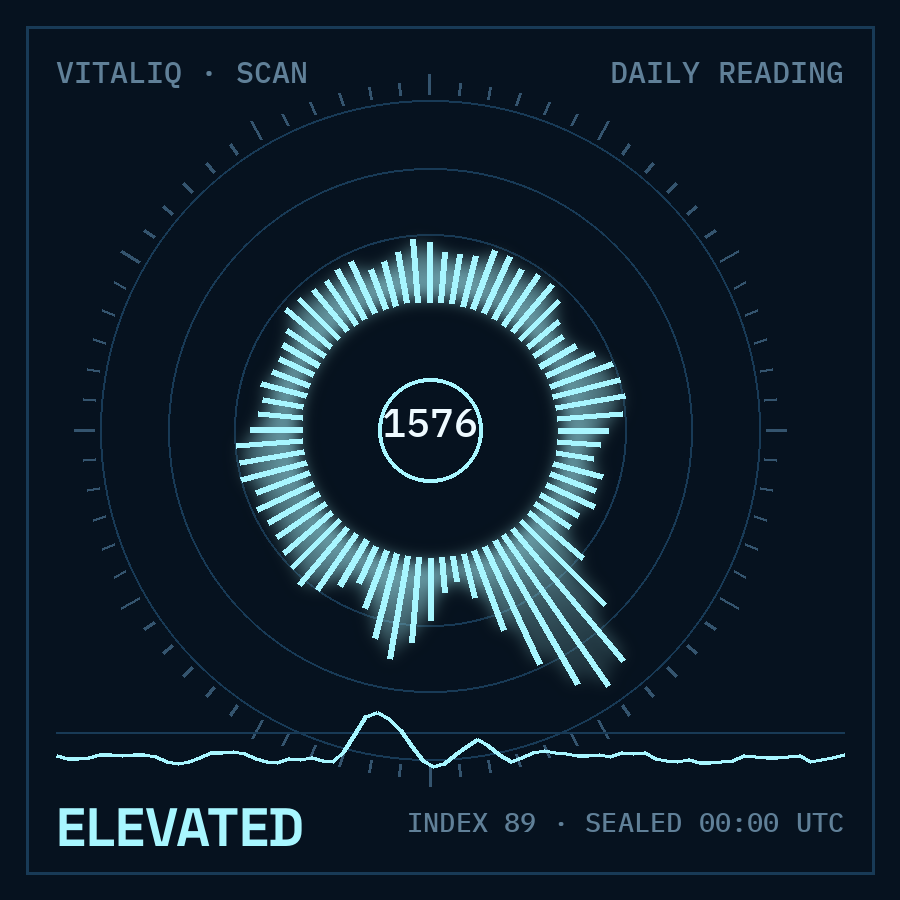 VITALIQ · SCAN
DAILY READING
1576
ELEVATED
INDEX 89 · SEALED 00:00 UTC